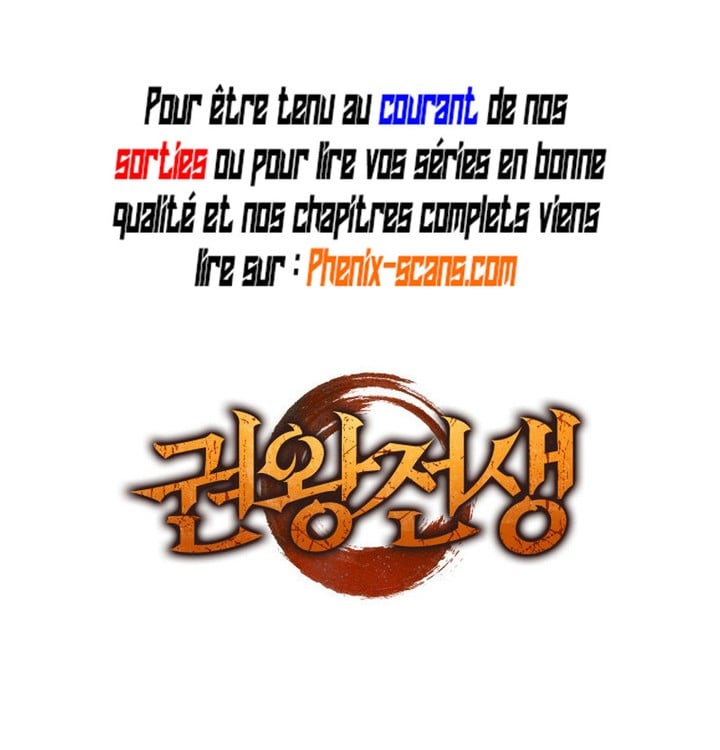 Pour être tenu au courant de nos
sorties ou pour lire vos séries en bonne
qualité et nos chapitres complets viens
lire sur : Phenix-scans.com
권왕전생